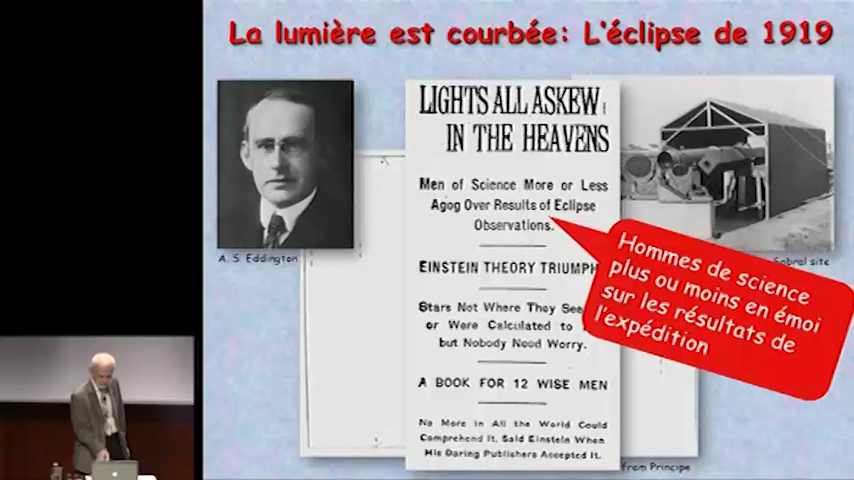 La lumière est courbée: L'éclipse de 1919
LIGHTS ALL ASKEW
IN THE HEAVENS
Men of Science More or Less
Agog Over Results of Eclipse
Observations.
EINSTEIN THEORY TRIUMPH
Stars Not Where They See
or Were Calculated to
but Nobody Need Worry.
A BOOK FOR 12 WISE MEN
No More in All the World Could
Comprehend It, Said Einstein When
His Daring Publishers Accepted It.
A. S. Eddington
Sobral site
Hommes de science
plus ou moins en émoi
sur les résultats de
l'expédition
from Principe